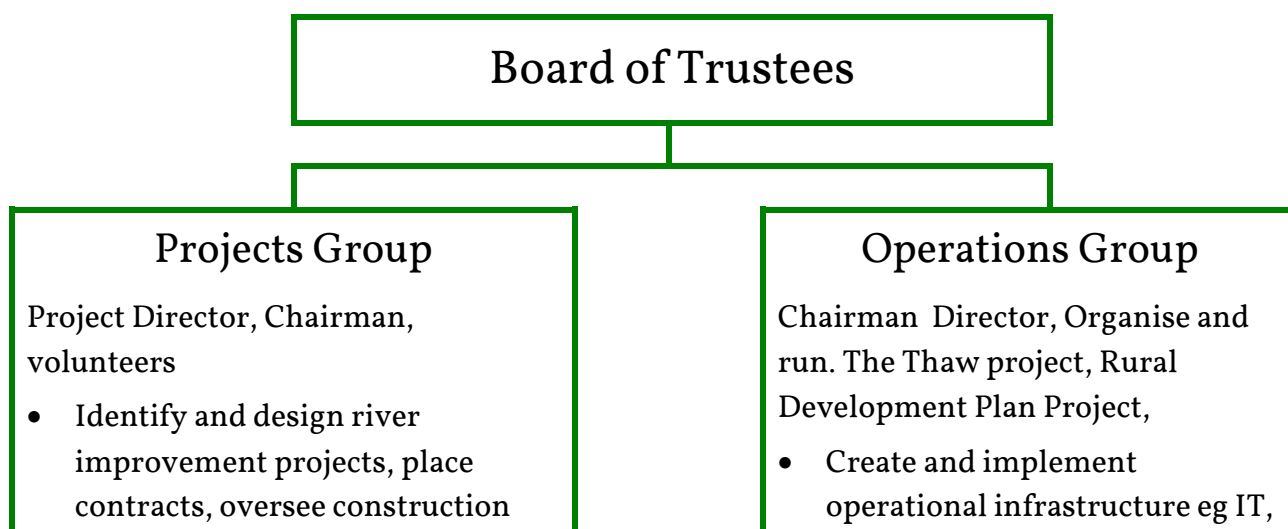 Board of Trustees
Projects Group
Project Director, Chairman,
volunteers
• Identify and design river
improvement projects, place
contracts, oversee construction
Operations Group
Chairman  Director, Organise and
run. The Thaw project, Rural
Development Plan Project,
• Create and implement
operational infrastructure eg IT,